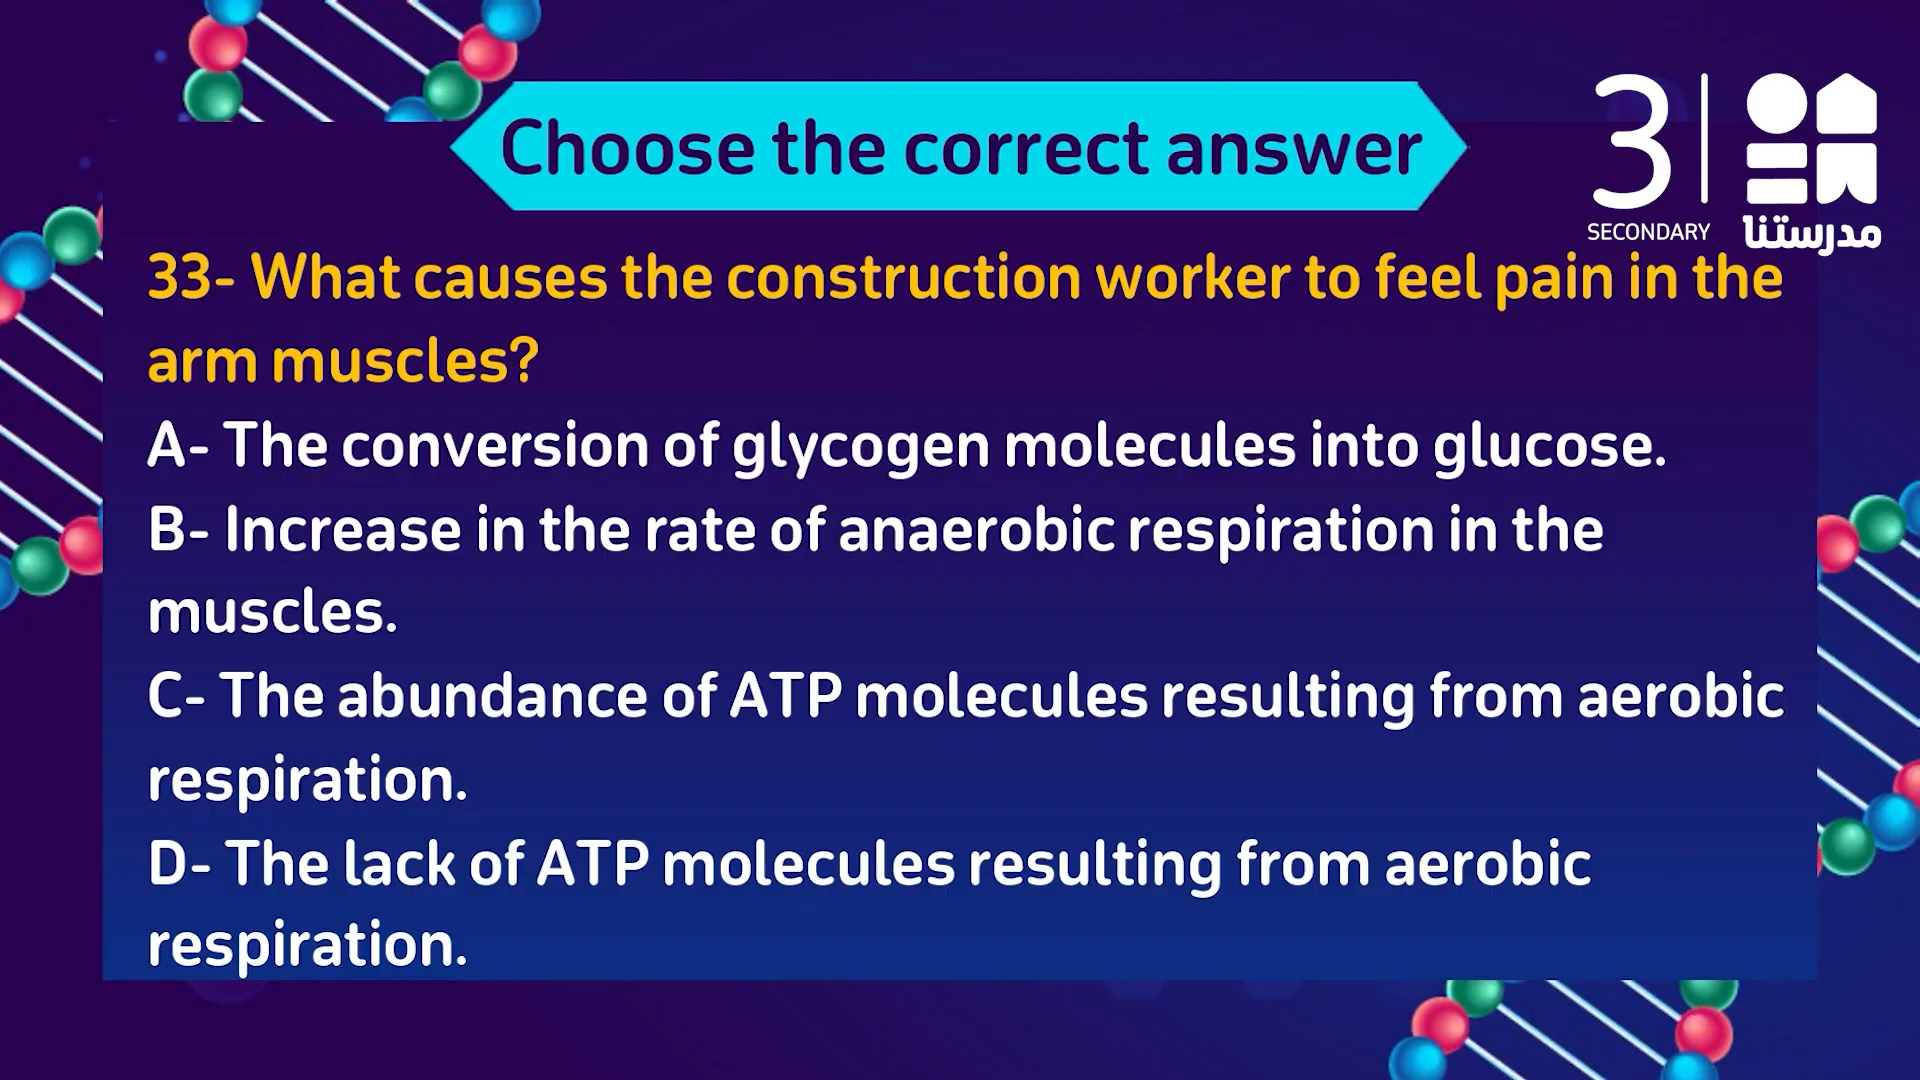 Choose the correct answer
3
SECONDARY
مدرستنا
33- What causes the construction worker to feel pain in the
arm muscles?
A- The conversion of glycogen molecules into glucose.
B- Increase in the rate of anaerobic respiration in the
muscles.
C- The abundance of ATP molecules resulting from aerobic
respiration.
D- The lack of ATP molecules resulting from aerobic
respiration.